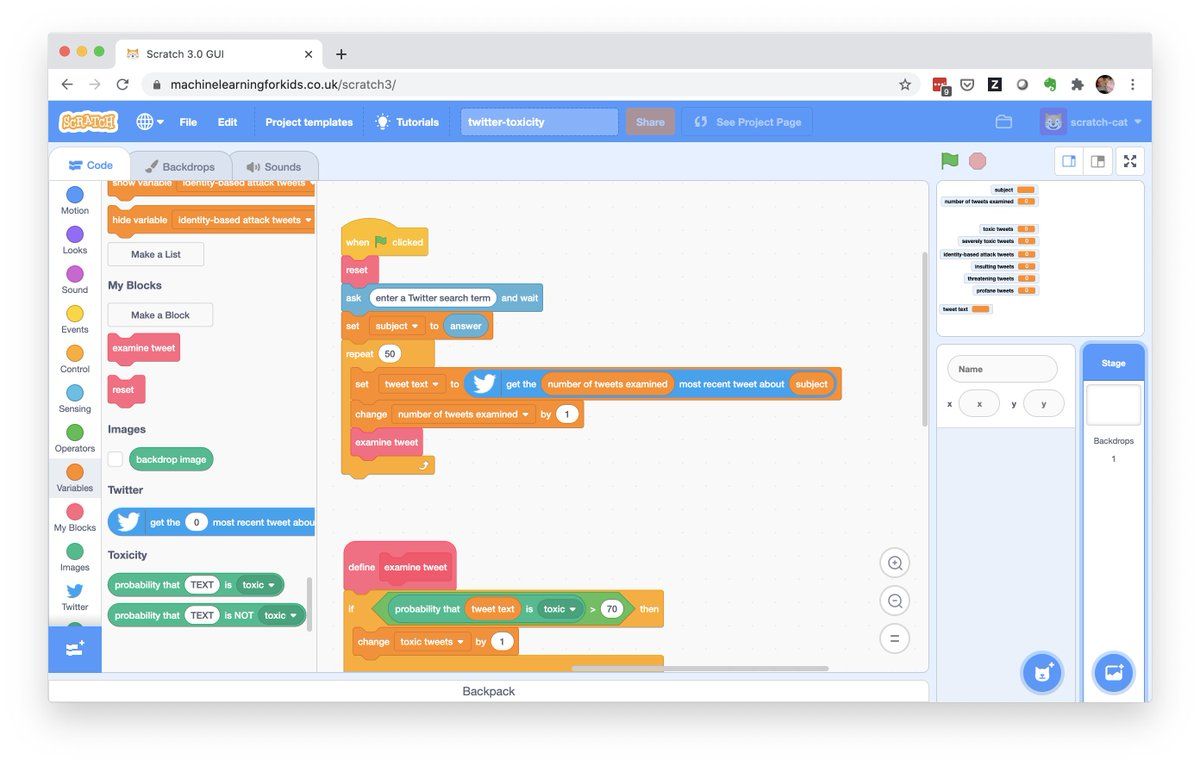 Scratch 3.0 GUI
machinelearningforkids.co.uk/scratch3/
9
Z
SCRATCH
File Edit Project templates Tutorials twitter-toxicity Share See Project Page scratch-cat
Code Backdrops Sounds
Motion
Looks
Sound
Events
Control
Sensing
Operators
Variables
My Blocks
Images
Twitter
show variable identity-based attack tweets
hide variable identity-based attack tweets
Make a List
My Blocks
Make a Block
examine tweet
reset
Images
backdrop image
Twitter
get the 0 most recent tweet abou
Toxicity
probability that TEXT is toxic
probability that TEXT is NOT toxic
when clicked
reset
ask enter a Twitter search term and wait
set subject to answer
repeat 50
set tweet text to get the number of tweets examined most recent tweet about subject
change number of tweets examined by 1
examine tweet
define examine tweet
if probability that tweet text is toxic > 70 then
change toxic tweets by 1
subject
number of tweets examined 0
toxic tweets 0
severely toxic tweets 0
identity-based attack tweets 0
insulting tweets 0
threatening tweets 0
profane tweets 0
tweet text
Name
x x y y
Stage
Backdrops
1
Backpack